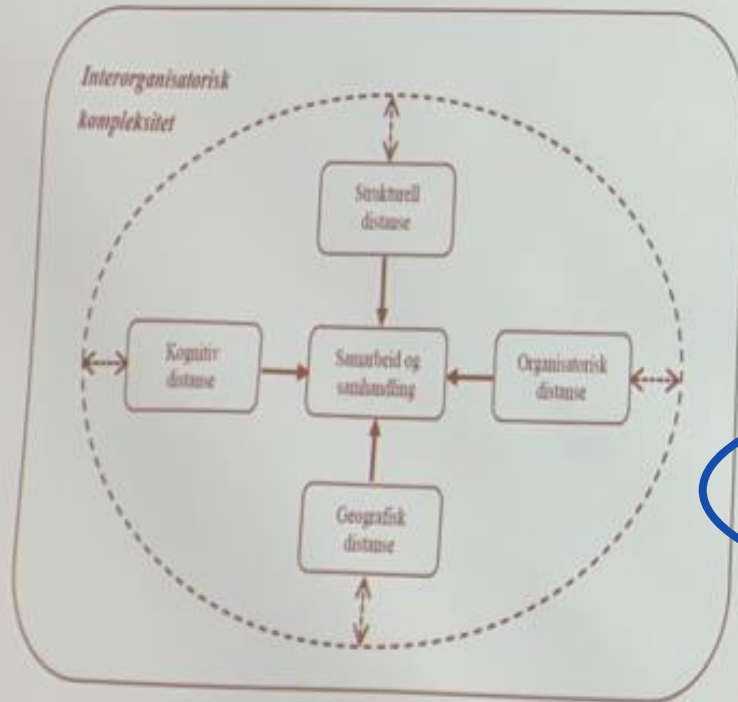 Interorganisatorisk
kompleksitet
Strukturell
distanse
Kognitiv
distanse
Samarbeid og
samhandling
Organisatorisk
distanse
Geografisk
distanse